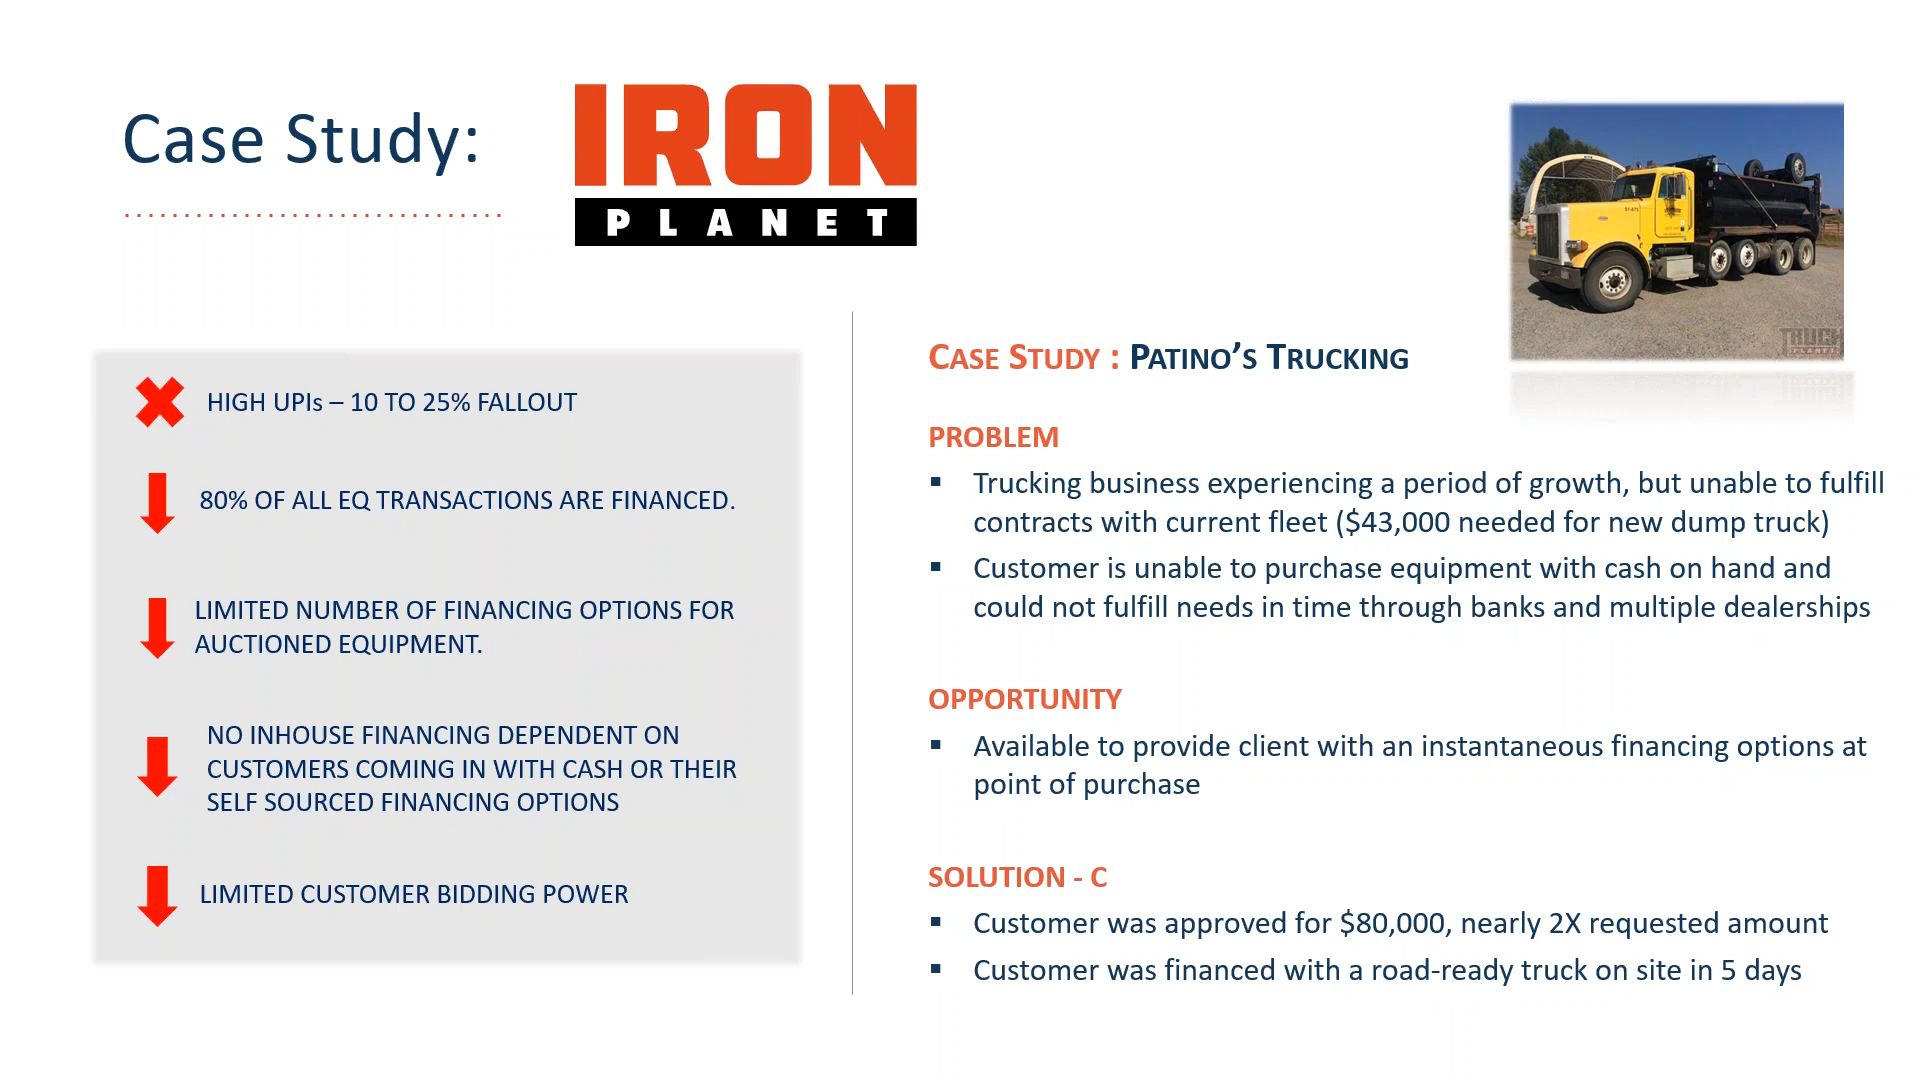 Case Study:
IRON
PLANET
HIGH UPIs – 10 TO 25% FALLOUT
80% OF ALL EQ TRANSACTIONS ARE FINANCED.
LIMITED NUMBER OF FINANCING OPTIONS FOR
AUCTIONED EQUIPMENT.
NO INHOUSE FINANCING DEPENDENT ON
CUSTOMERS COMING IN WITH CASH OR THEIR
SELF SOURCED FINANCING OPTIONS
LIMITED CUSTOMER BIDDING POWER
TRUCK
PLANET
CASE STUDY : PATINO’S TRUCKING
PROBLEM
▪ Trucking business experiencing a period of growth, but unable to fulfill
contracts with current fleet ($43,000 needed for new dump truck)
▪ Customer is unable to purchase equipment with cash on hand and
could not fulfill needs in time through banks and multiple dealerships
OPPORTUNITY
▪ Available to provide client with an instantaneous financing options at
point of purchase
SOLUTION - C
▪ Customer was approved for $80,000, nearly 2X requested amount
▪ Customer was financed with a road-ready truck on site in 5 days